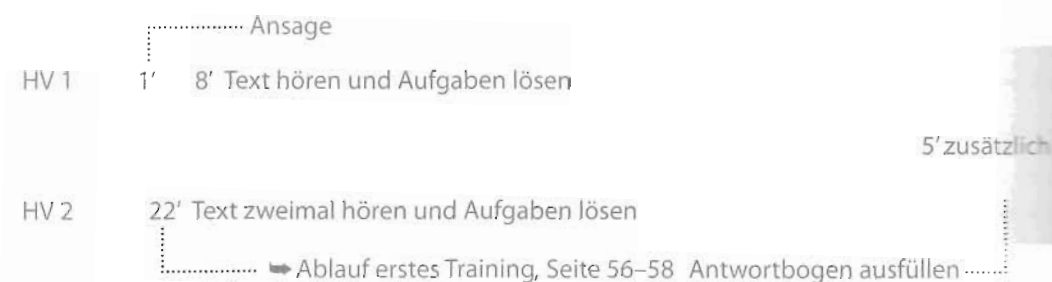 Ansage
HV 1 1' 8' Text hören und Aufgaben lösen
5' zusätzlich
HV 2 22' Text zweimal hören und Aufgaben lösen
➥ Ablauf erstes Training, Seite 56–58 Antwortbogen ausfüllen